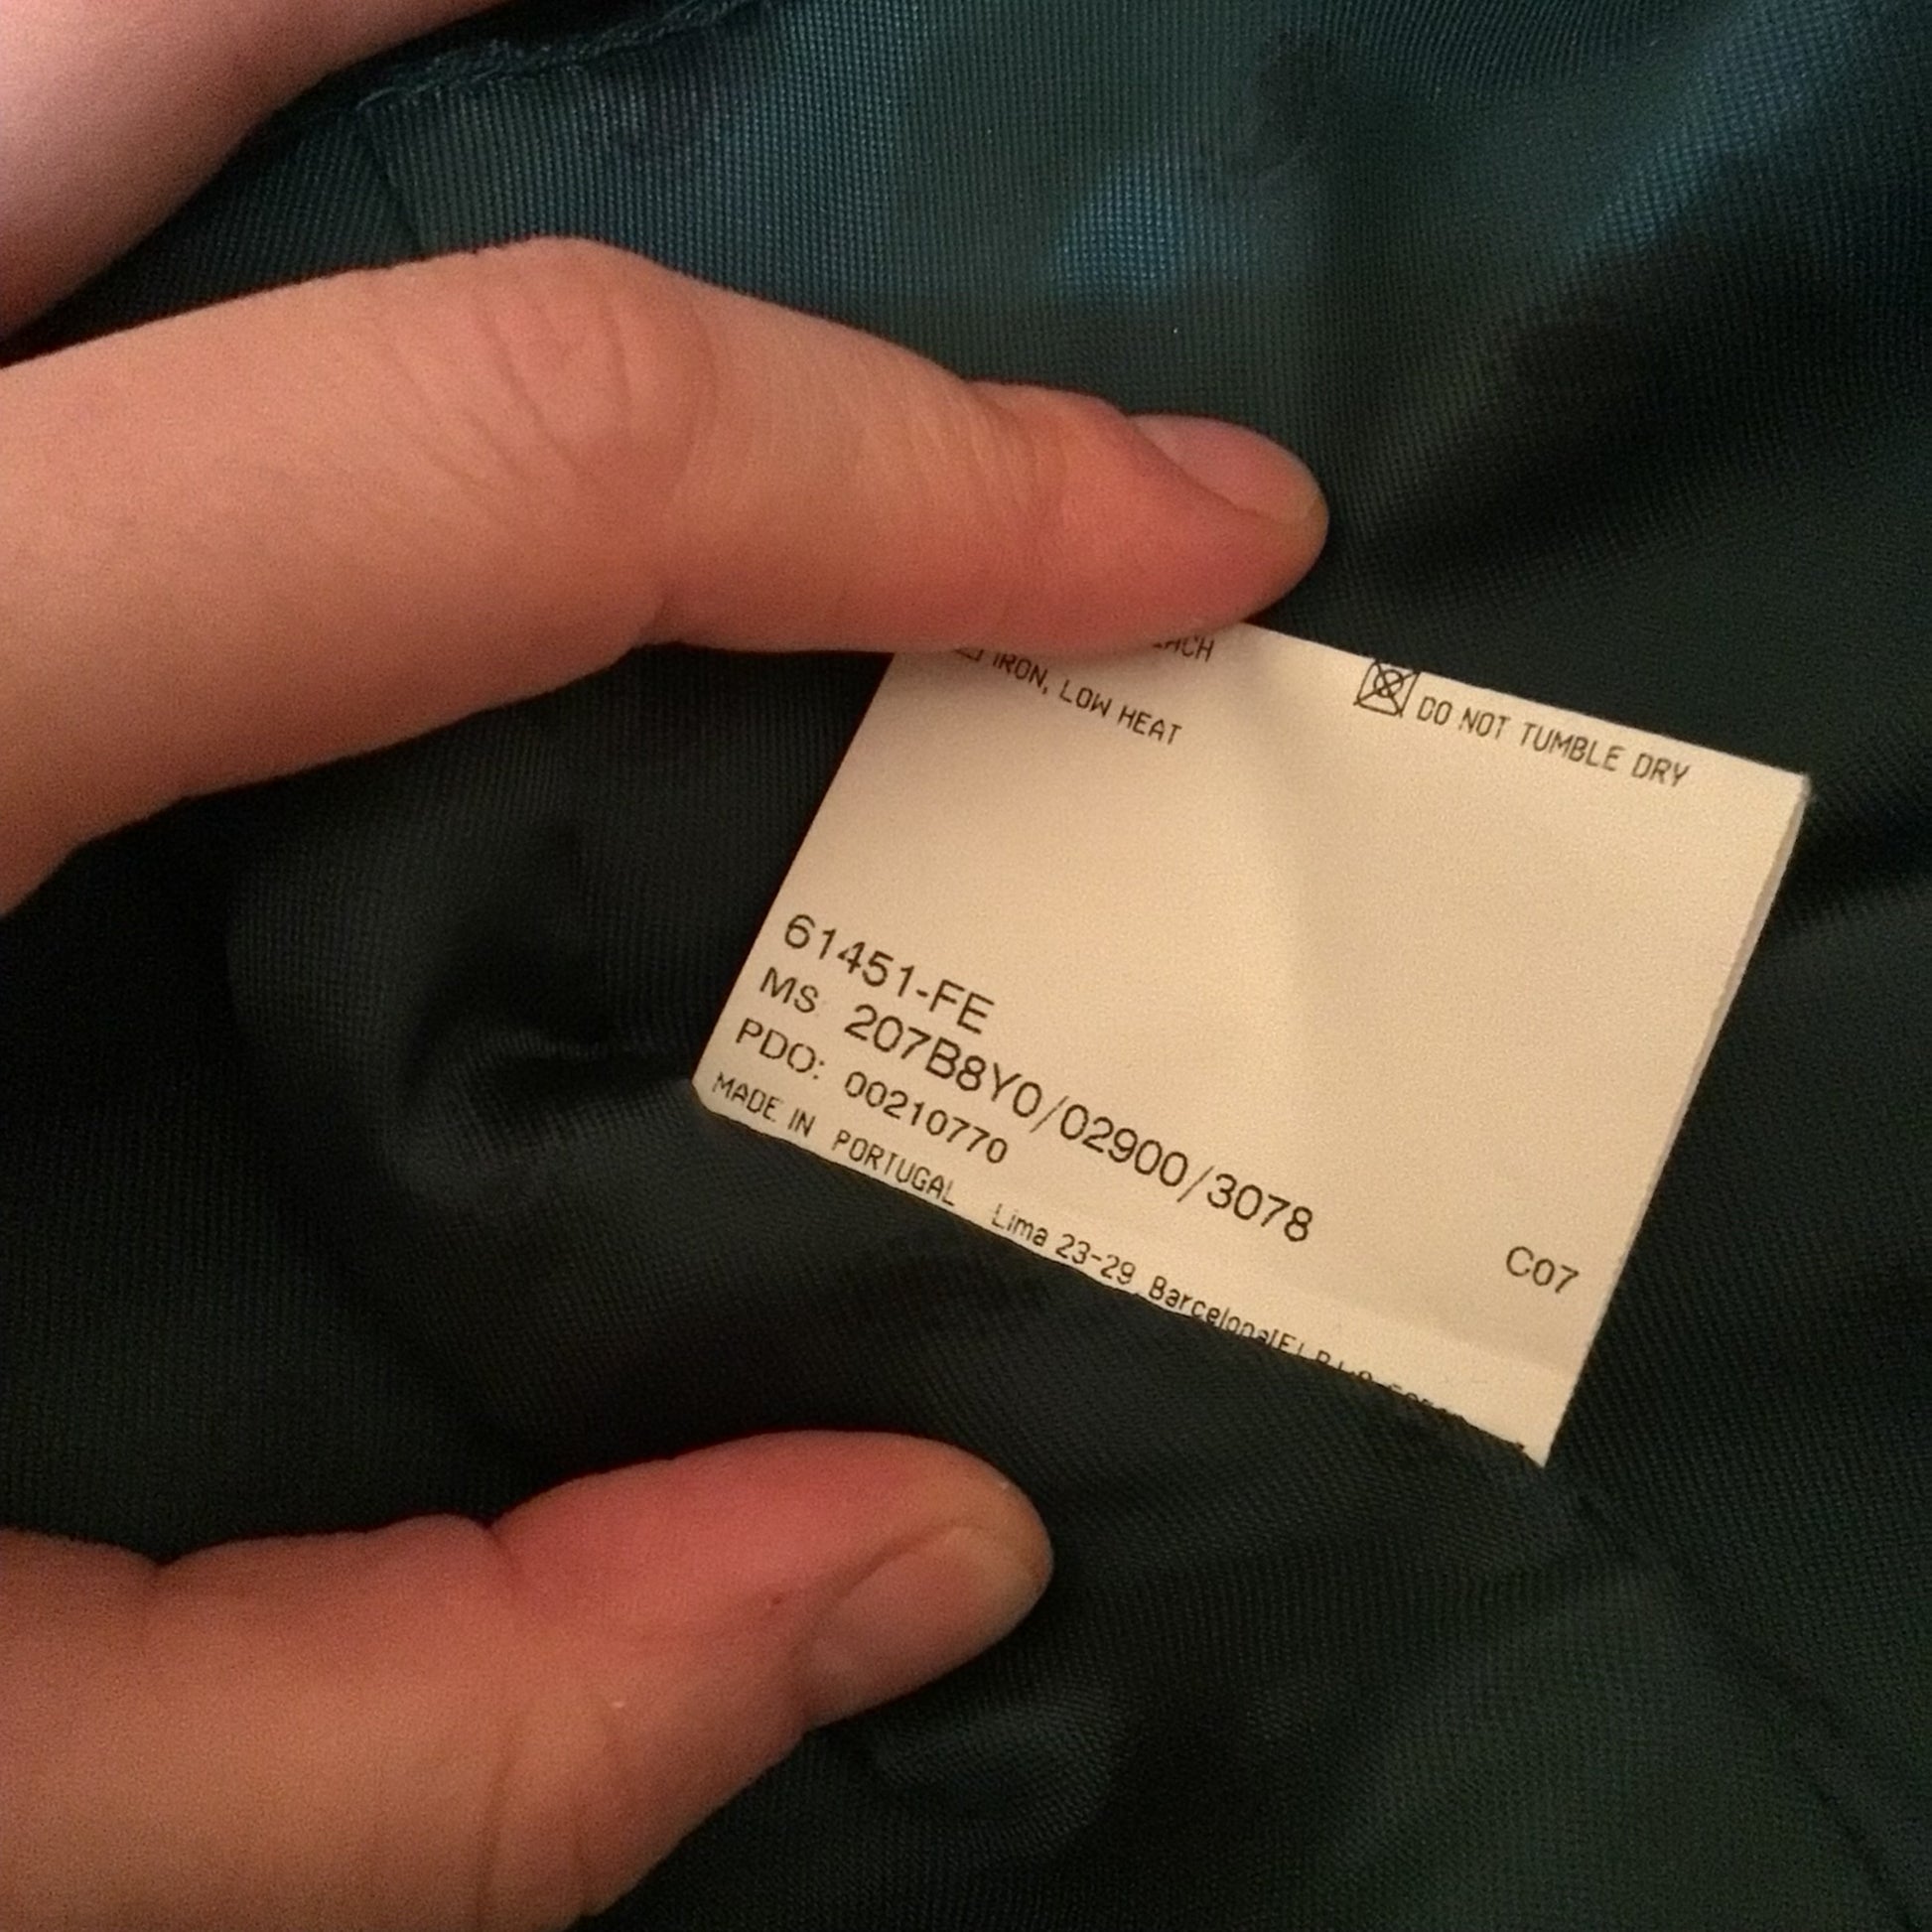 IRON, LOW HEAT
DO NOT TUMBLE DRY
61451-FE
MS 207B8Y0/02900/3078
PDO: 00210770
C07
MADE IN PORTUGAL Lima 23-29 Barcelona